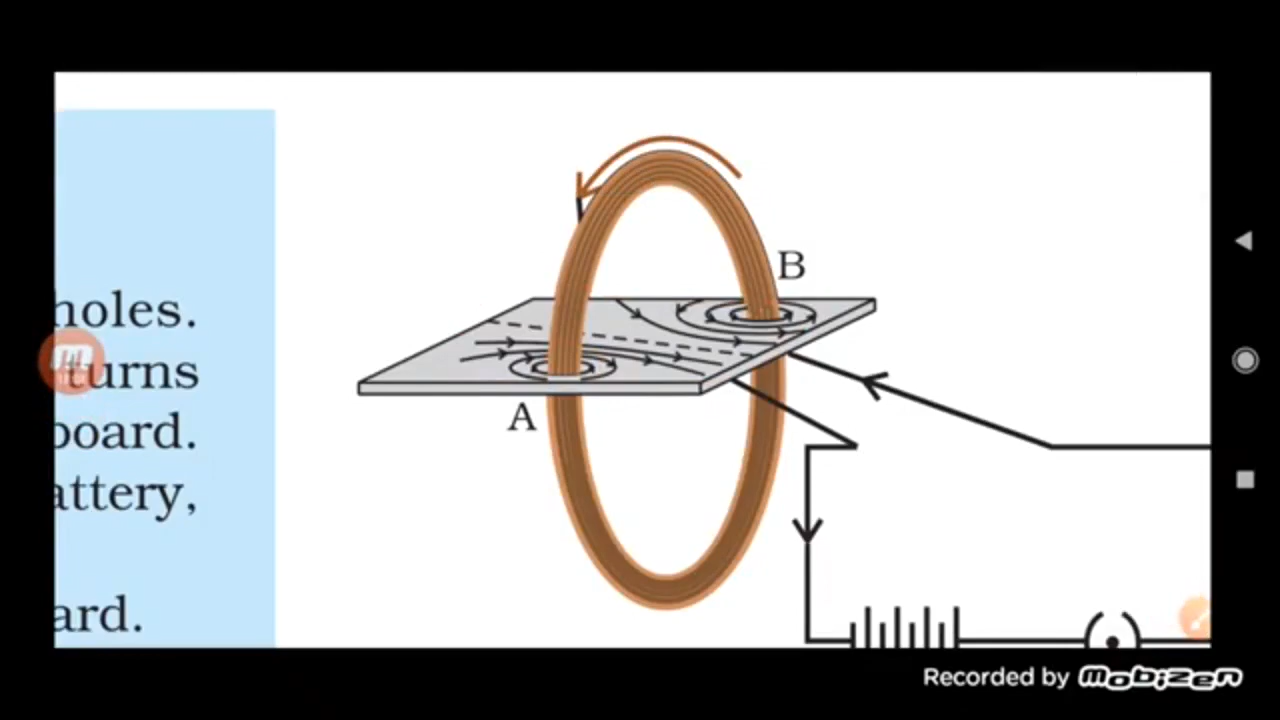 holes.
turns
board.
attery,
ard.
B
A
Recorded by Mobizen